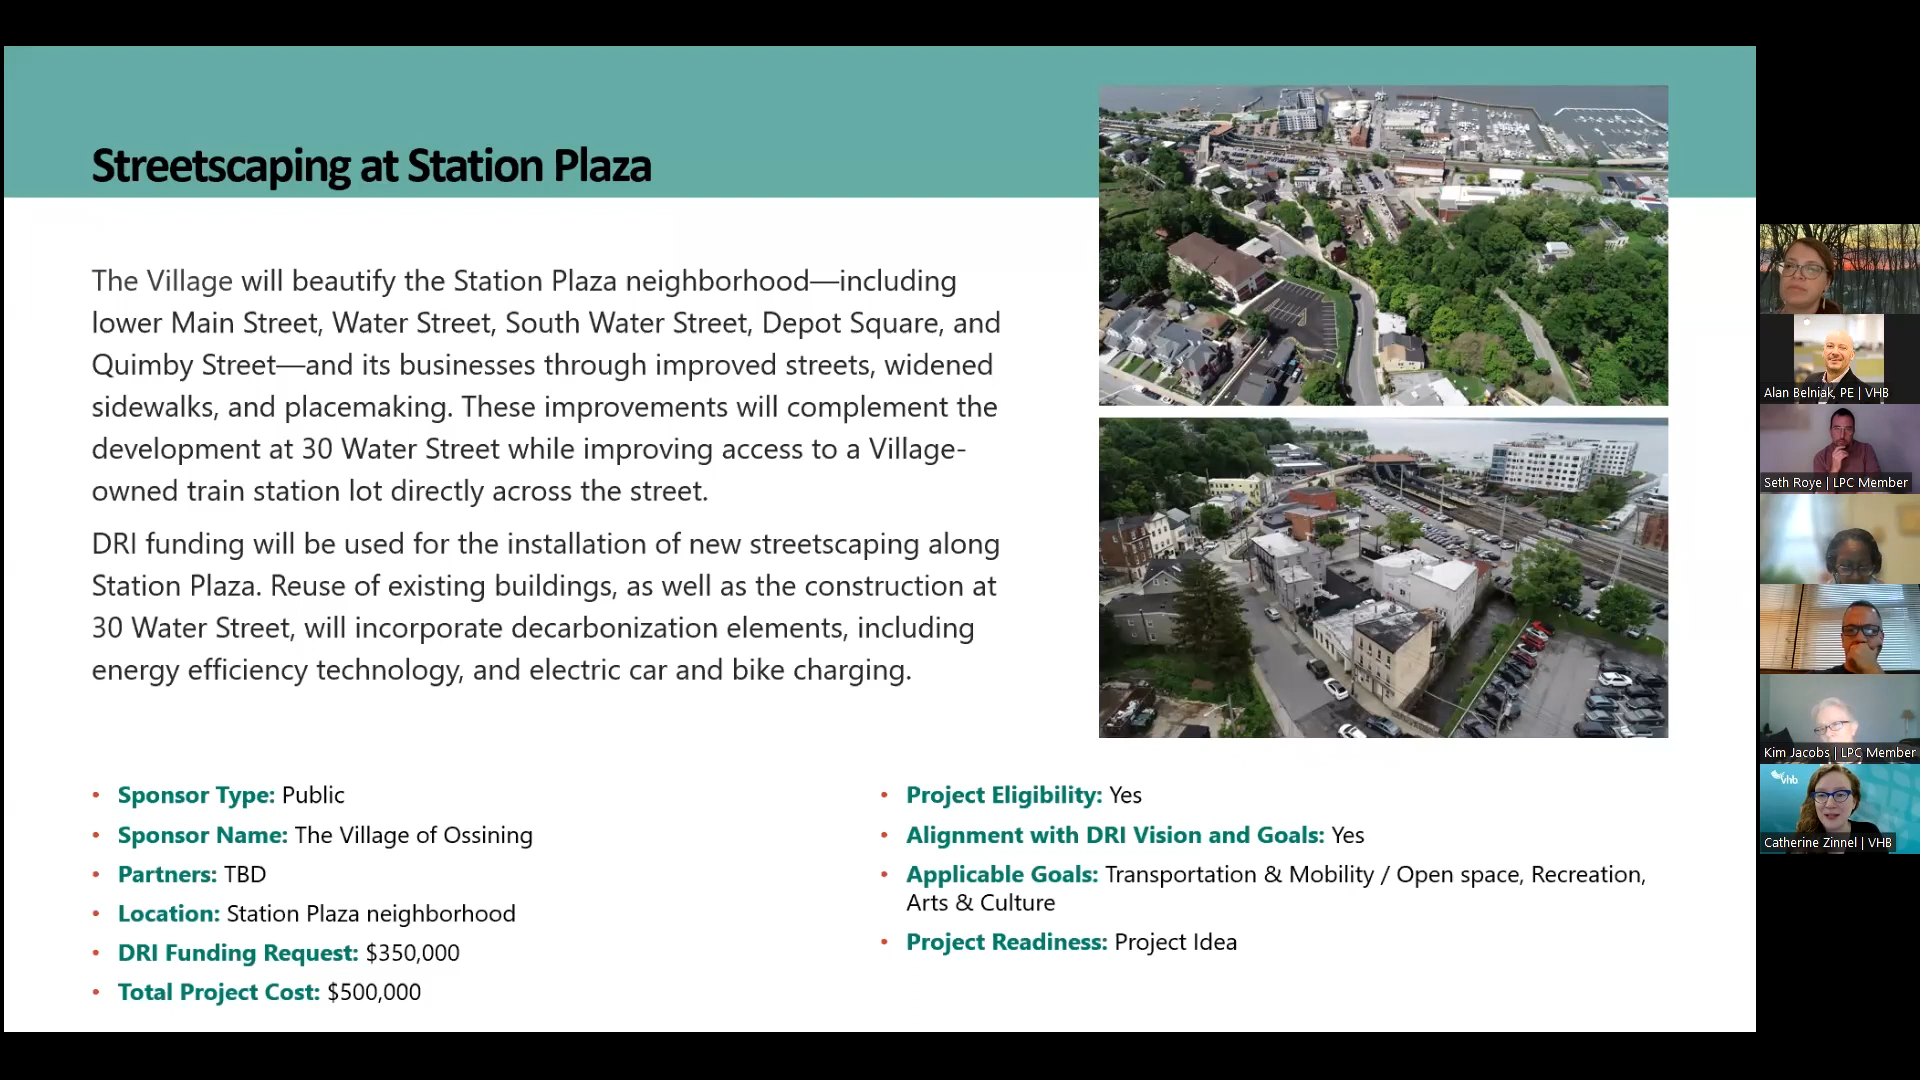 Streetscaping at Station Plaza
The Village will beautify the Station Plaza neighborhood—including
lower Main Street, Water Street, South Water Street, Depot Square, and
Quimby Street—and its businesses through improved streets, widened
sidewalks, and placemaking. These improvements will complement the
development at 30 Water Street while improving access to a Village-
owned train station lot directly across the street.
DRI funding will be used for the installation of new streetscaping along
Station Plaza. Reuse of existing buildings, as well as the construction at
30 Water Street, will incorporate decarbonization elements, including
energy efficiency technology, and electric car and bike charging.
• Sponsor Type: Public
• Sponsor Name: The Village of Ossining
• Partners: TBD
• Location: Station Plaza neighborhood
• DRI Funding Request: $350,000
• Total Project Cost: $500,000
• Project Eligibility: Yes
• Alignment with DRI Vision and Goals: Yes
• Applicable Goals: Transportation & Mobility / Open space, Recreation,
Arts & Culture
• Project Readiness: Project Idea
Alan Belniak, PE | VHB
Seth Roye | LPC Member
Kim Jacobs | LPC Member
vhb
Catherine Zinnel | VHB